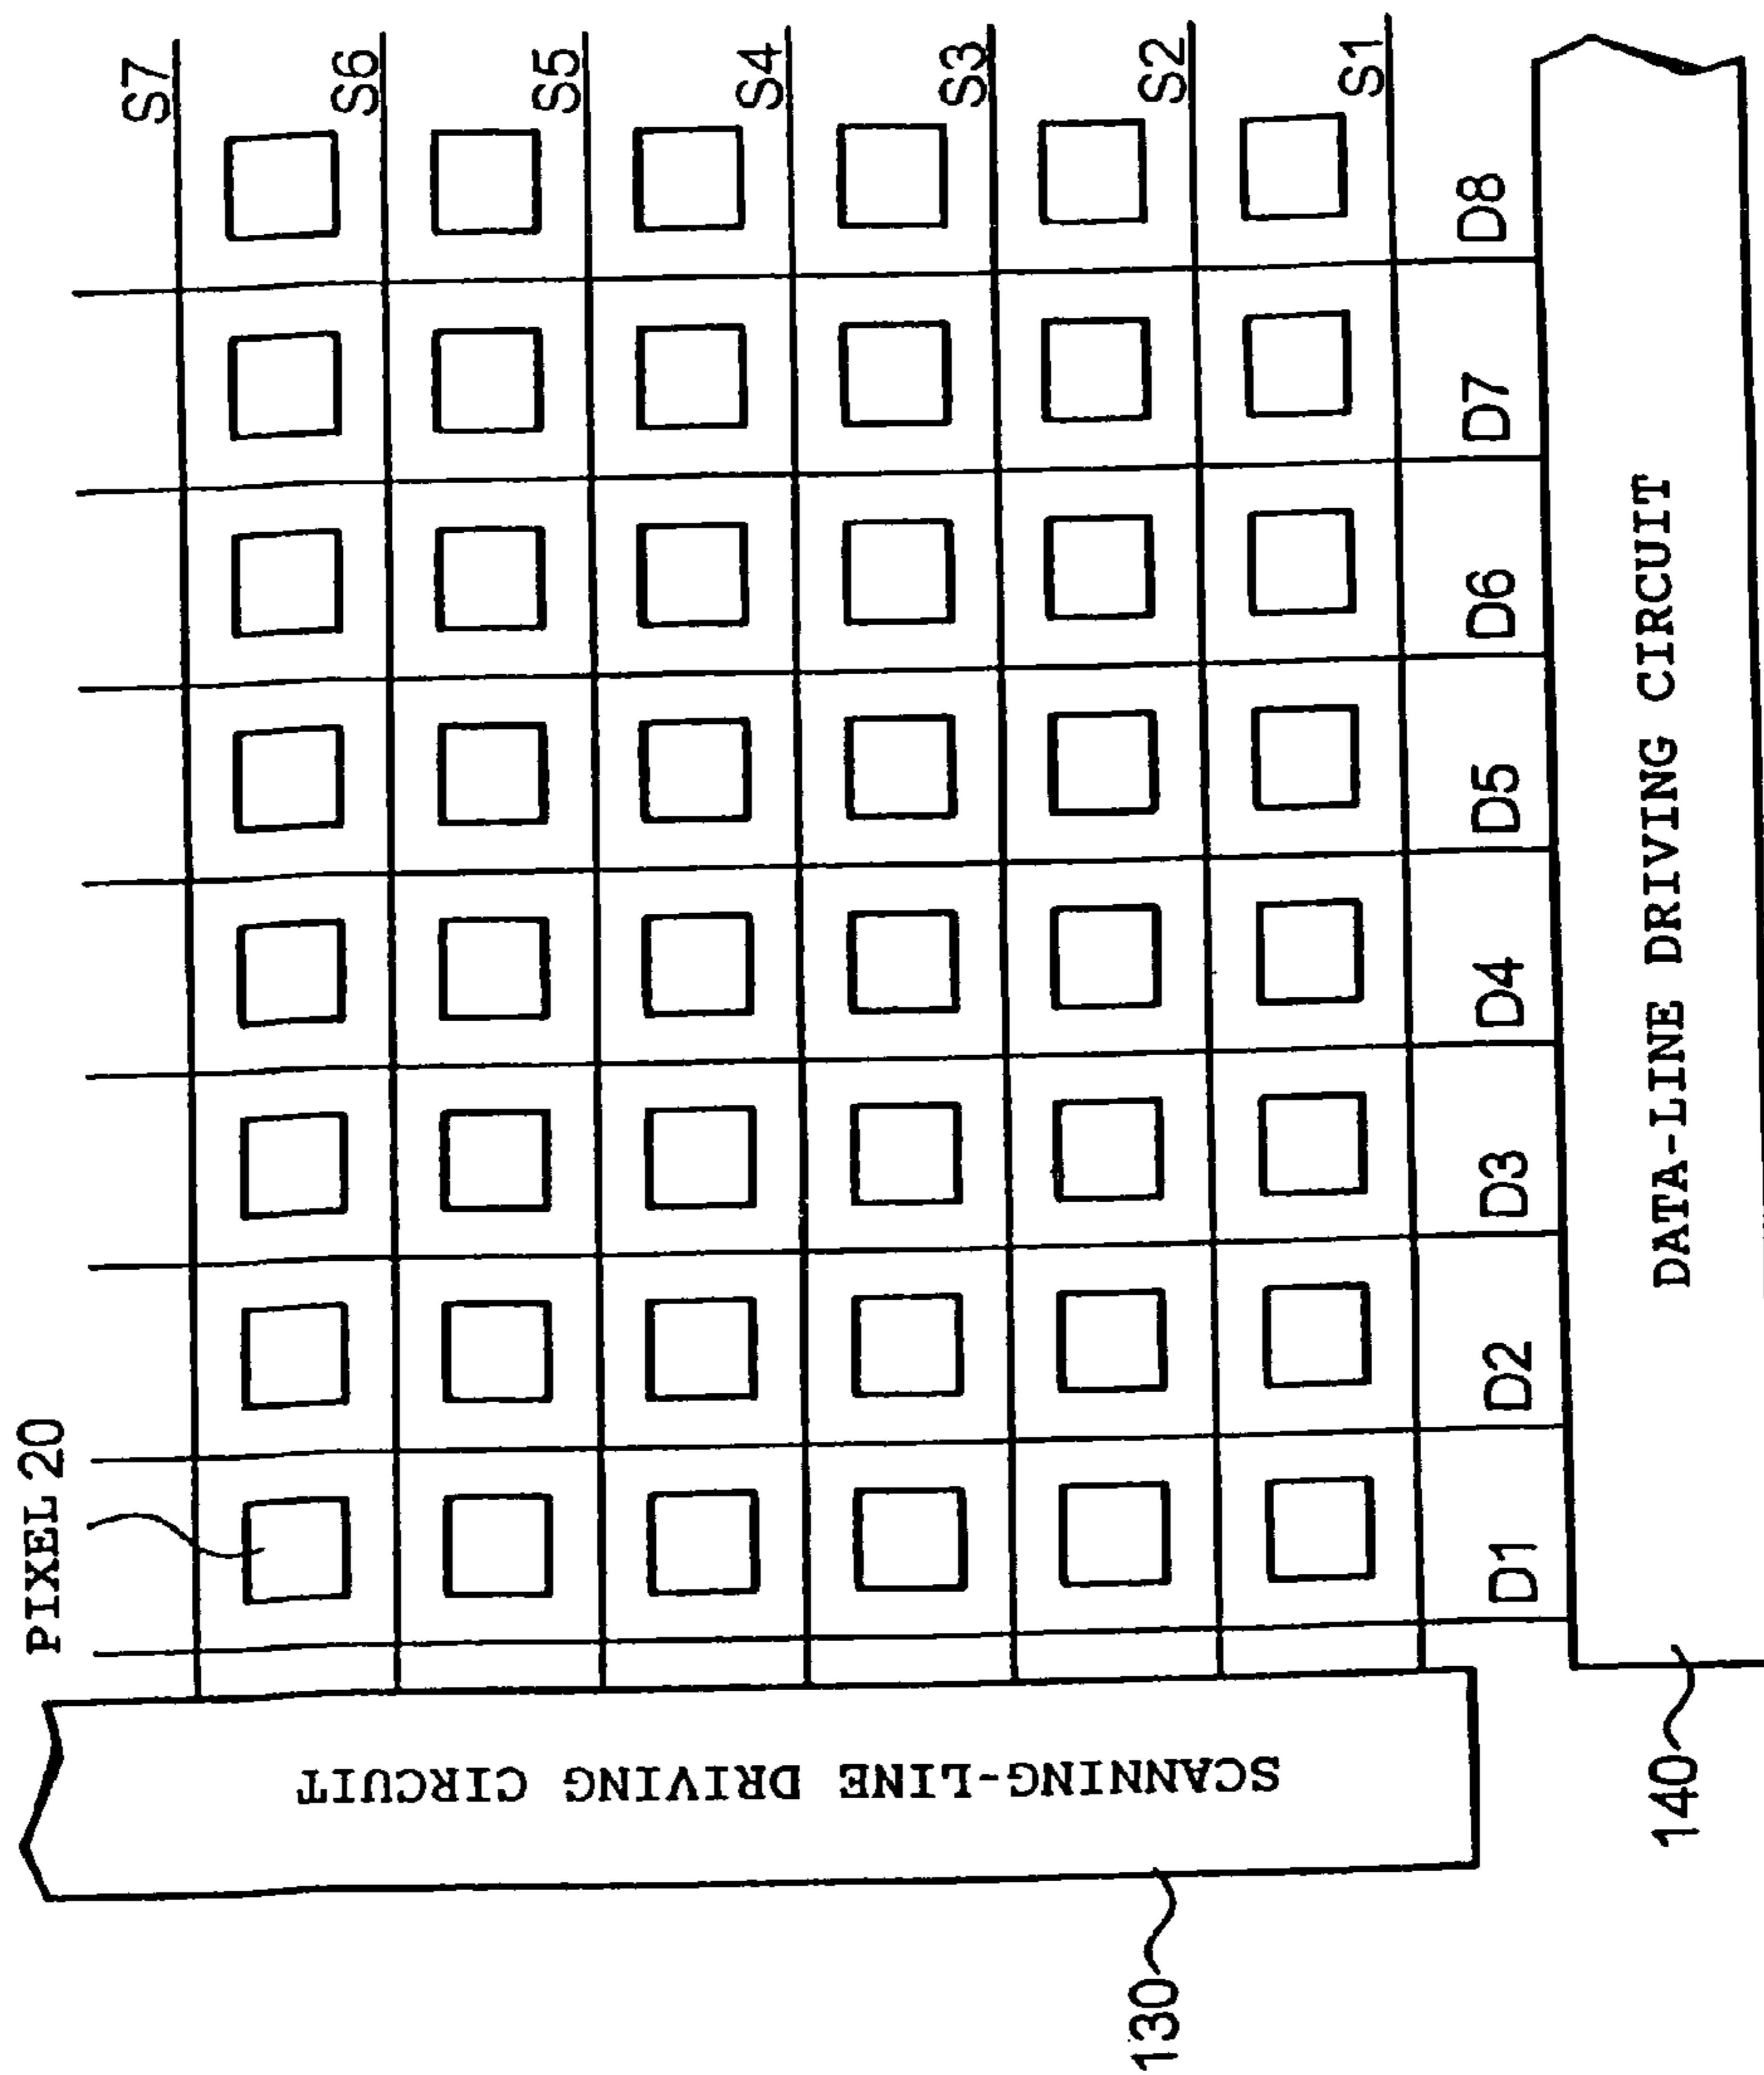 PIXEL 20
S7
S6
S5
S4
S3
S2
S1
D1
D2
D3
D4
D5
D6
D7
D8
SCANNING-LINE DRIVING CIRCUIT
DATA-LINE DRIVING CIRCUIT
130
140